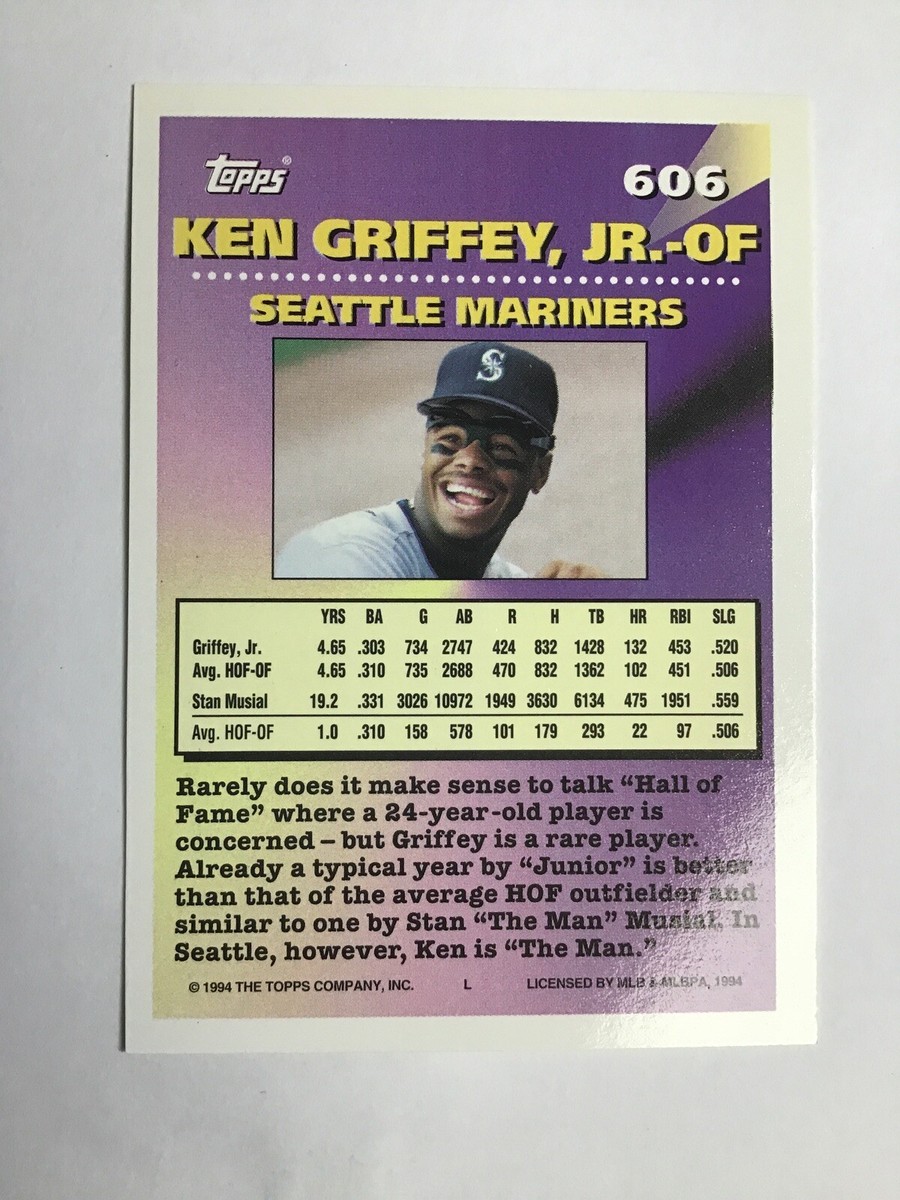 Topps®
606
KEN GRIFFEY, JR.-OF
SEATTLE MARINERS
S
YRS BA G AB R H TB HR RBI SLG
Griffey, Jr. 4.65 .303 734 2747 424 832 1428 132 453 .520
Avg. HOF-OF 4.65 .310 735 2688 470 832 1362 102 451 .506
Stan Musial 19.2 .331 3026 10972 1949 3630 6134 475 1951 .559
Avg. HOF-OF 1.0 .310 158 578 101 179 293 22 97 .506
Rarely does it make sense to talk “Hall of
Fame” where a 24-year-old player is
concerned – but Griffey is a rare player.
Already a typical year by “Junior” is better
than that of the average HOF outfielder and
similar to one by Stan “The Man” Musial. In
Seattle, however, Ken is “The Man.”
© 1994 THE TOPPS COMPANY, INC. L LICENSED BY MLB & MLBPA, 1994